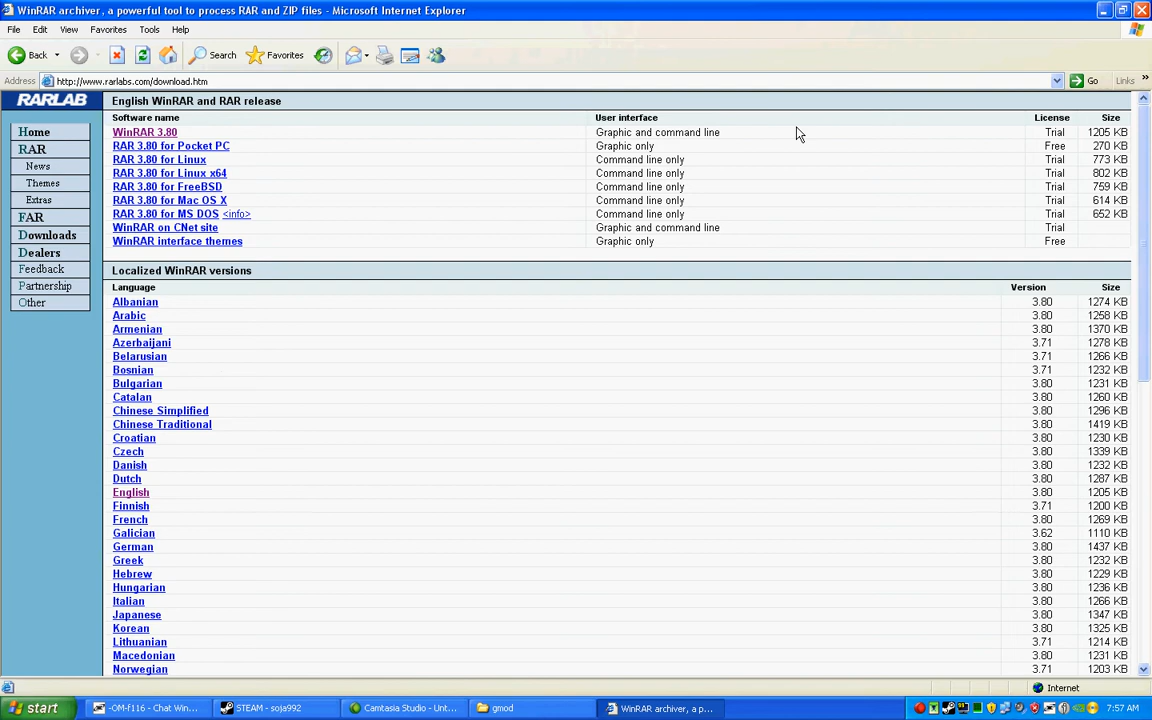 WinRAR archiver, a powerful tool to process RAR and ZIP files - Microsoft Internet Explorer
File Edit View Favorites Tools Help
Back Search Favorites
Address http://www.rarlabs.com/download.htm Go Links »
RARLAB
Home
RAR
News
Themes
Extras
FAR
Downloads
Dealers
Feedback
Partnership
Other
English WinRAR and RAR release
Software name User interface License Size
WinRAR 3.80 Graphic and command line Trial 1205 KB
RAR 3.80 for Pocket PC Graphic only Free 270 KB
RAR 3.80 for Linux Command line only Trial 773 KB
RAR 3.80 for Linux x64 Command line only Trial 802 KB
RAR 3.80 for FreeBSD Command line only Trial 759 KB
RAR 3.80 for Mac OS X Command line only Trial 614 KB
RAR 3.80 for MS DOS <info> Command line only Trial 652 KB
WinRAR on CNet site Graphic and command line Trial
WinRAR interface themes Graphic only Free
Localized WinRAR versions
Language Version Size
Albanian 3.80 1274 KB
Arabic 3.80 1258 KB
Armenian 3.80 1370 KB
Azerbaijani 3.71 1278 KB
Belarusian 3.71 1266 KB
Bosnian 3.71 1232 KB
Bulgarian 3.80 1231 KB
Catalan 3.80 1260 KB
Chinese Simplified 3.80 1296 KB
Chinese Traditional 3.80 1419 KB
Croatian 3.80 1230 KB
Czech 3.80 1339 KB
Danish 3.80 1232 KB
Dutch 3.80 1287 KB
English 3.80 1205 KB
Finnish 3.71 1200 KB
French 3.80 1269 KB
Galician 3.62 1110 KB
German 3.80 1437 KB
Greek 3.80 1232 KB
Hebrew 3.80 1229 KB
Hungarian 3.80 1236 KB
Italian 3.80 1266 KB
Japanese 3.80 1347 KB
Korean 3.80 1325 KB
Lithuanian 3.71 1214 KB
Macedonian 3.80 1231 KB
Norwegian 3.71 1203 KB
Internet
start -OM-f116 - Chat Win... STEAM - soja992 Camtasia Studio - Unt... gmod WinRAR archiver, a p... 7:57 AM